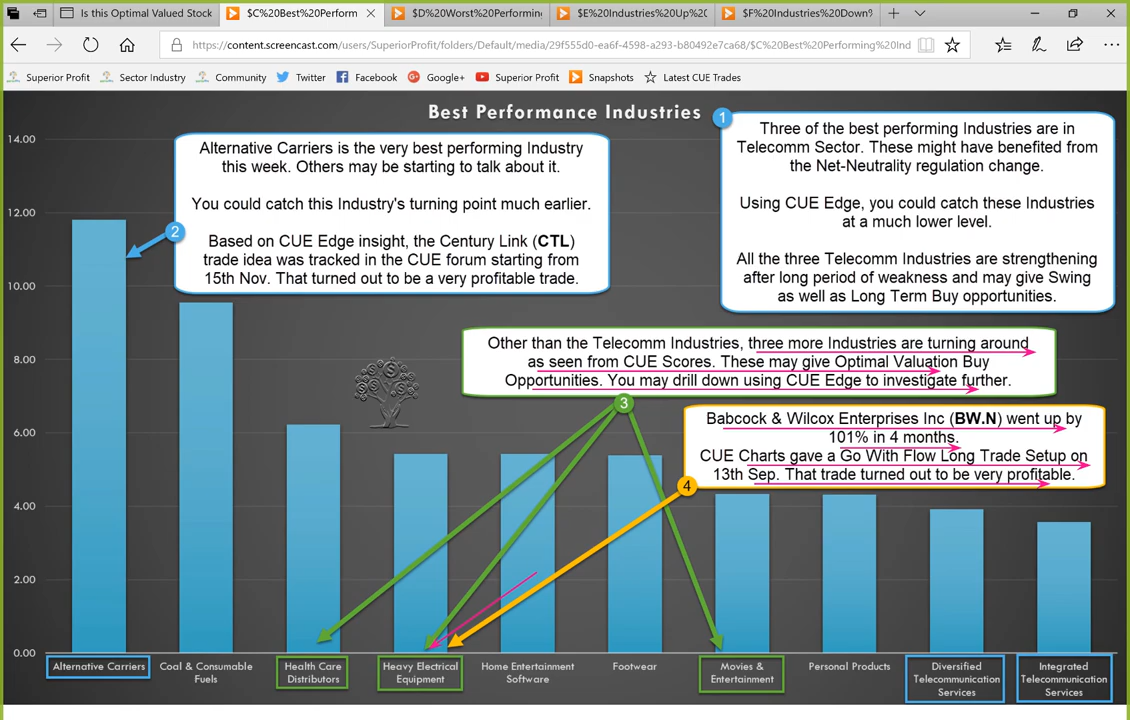 Is this Optimal Valued Stock
$C%20Best%20Perform
$D%20Worst%20Performing
$E%20Industries%20Up%20
$F%20Industries%20Down%
https://content.screencast.com/users/SuperiorProfit/folders/Default/media/29f555d0-ea6f-4598-a293-b80492e7ca68/$C%20Best%20Performing%20Ind
Superior Profit
Sector Industry
Community
Twitter
Facebook
Google+
Superior Profit
Snapshots
Latest CUE Trades
Best Performance Industries
1
Three of the best performing Industries are in
Telecomm Sector. These might have benefited from
the Net-Neutrality regulation change.
Using CUE Edge, you could catch these Industries
at a much lower level.
All the three Telecomm Industries are strengthening
after long period of weakness and may give Swing
as well as Long Term Buy opportunities.
2
Alternative Carriers is the very best performing Industry
this week. Others may be starting to talk about it.
You could catch this Industry's turning point much earlier.
Based on CUE Edge insight, the Century Link (CTL)
trade idea was tracked in the CUE forum starting from
15th Nov. That turned out to be a very profitable trade.
Other than the Telecomm Industries, three more Industries are turning around
as seen from CUE Scores. These may give Optimal Valuation Buy
Opportunities. You may drill down using CUE Edge to investigate further.
3
Babcock & Wilcox Enterprises Inc (BW.N) went up by
101% in 4 months.
CUE Charts gave a Go With Flow Long Trade Setup on
13th Sep. That trade turned out to be very profitable.
4
14.00
12.00
10.00
8.00
6.00
4.00
2.00
0.00
Alternative Carriers
Coal & Consumable
Fuels
Health Care
Distributors
Heavy Electrical
Equipment
Home Entertainment
Software
Footwear
Movies &
Entertainment
Personal Products
Diversified
Telecommunication
Services
Integrated
Telecommunication
Services